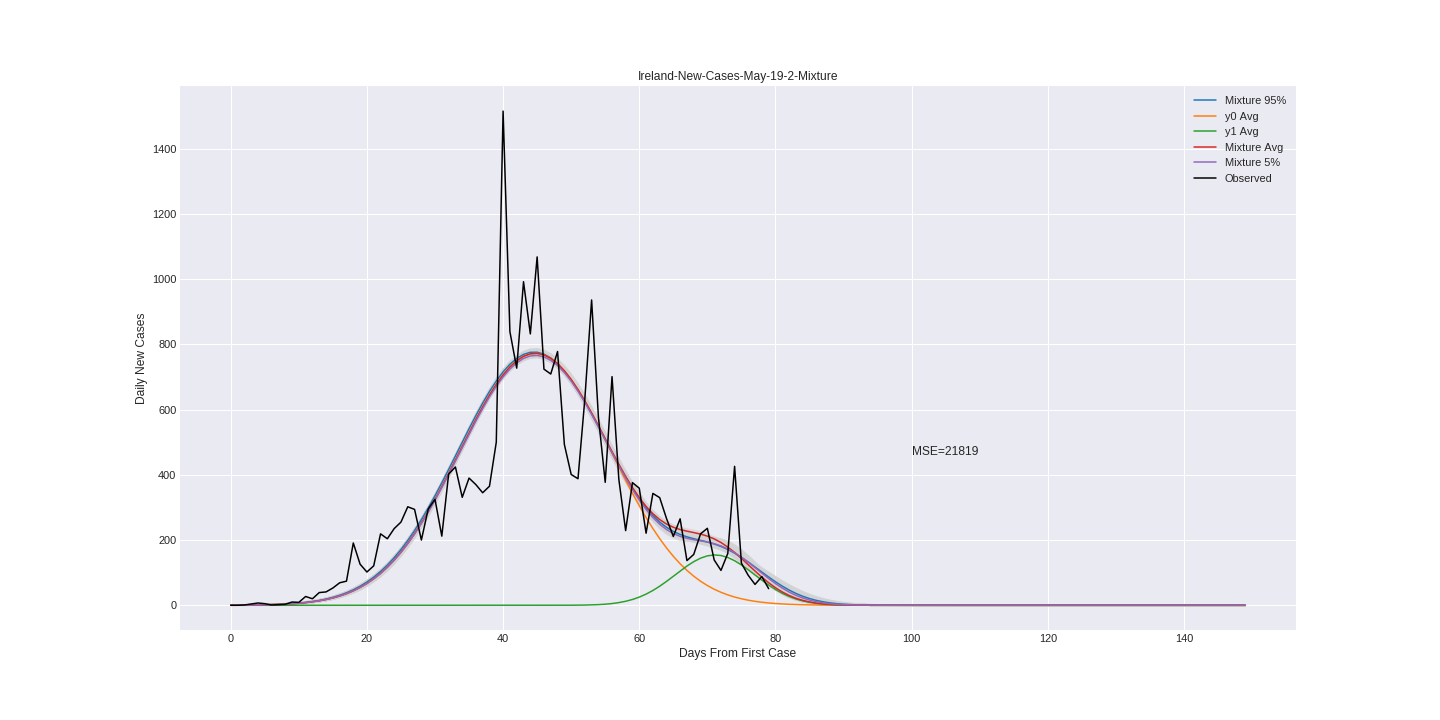 Ireland-New-Cases-May-19-2-Mixture
Mixture 95%
y0 Avg
y1 Avg
Mixture Avg
Mixture 5%
Observed
1400
1200
1000
800
600
400
200
0
Daily New Cases
MSE=21819
0 20 40 60 80 100 120 140
Days From First Case